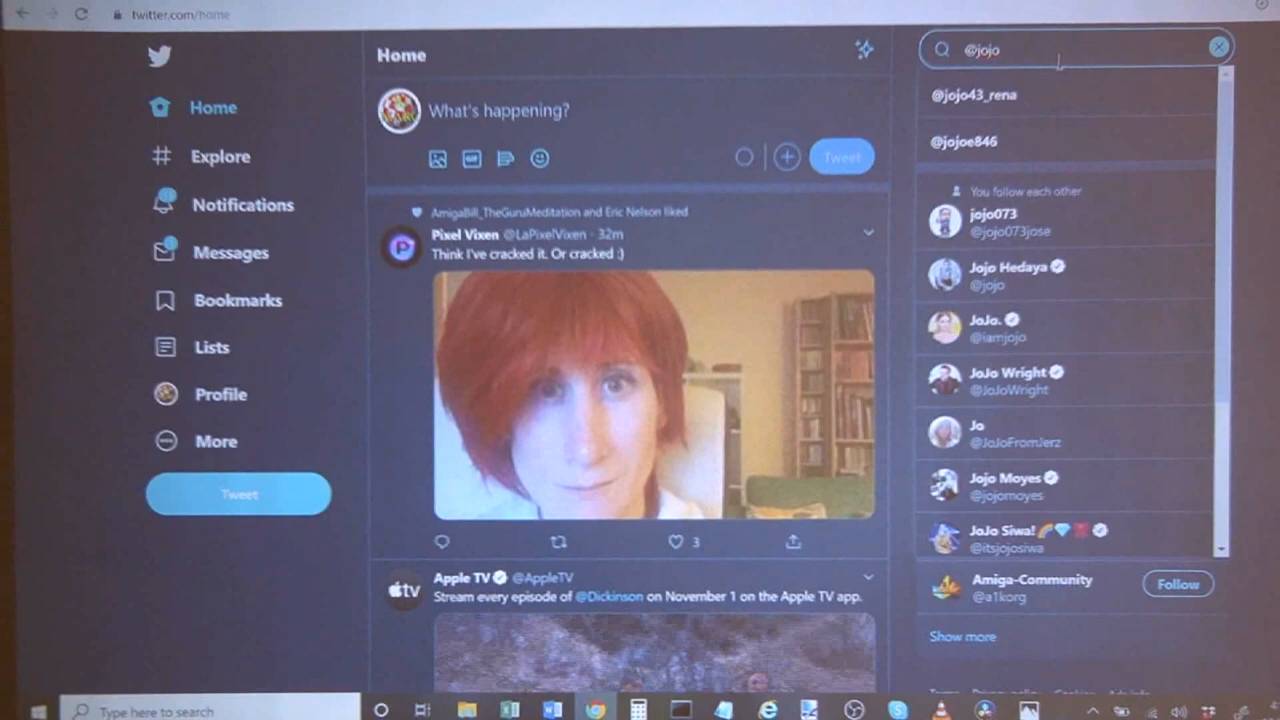 twitter.com/home
Home
Explore
Notifications
Messages
Bookmarks
Lists
Profile
More
Tweet
Home
What's happening?
GIF
Tweet
AmigaBill_TheGuruMeditation and Eric Nelson liked
Pixel Vixen @LaPixelVixen · 32m
Think I've cracked it. Or cracked :)
3
Apple TV @AppleTV
Stream every episode of @Dickinson on November 1 on the Apple TV app.
@jojo
@jojo43_rena
@jojoe846
You follow each other
jojo073
@jojo073jose
Jojo Hedaya
@jojo
JoJo.
@iamjojo
JoJo Wright
@JoJoWright
Jo
@JoJoFromJerz
Jojo Moyes
@jojomoyes
JoJo Siwa!
@itsjojosiwa
Amiga-Community
@a1korg
Follow
Show more
Type here to search